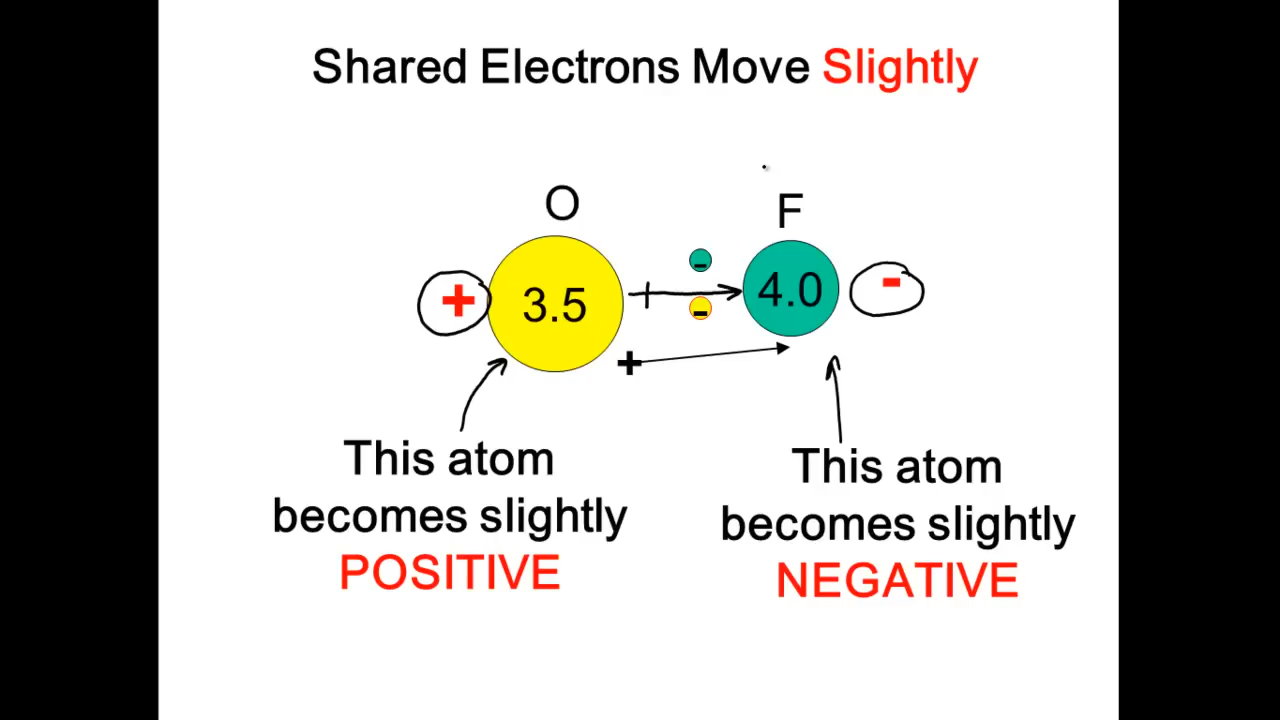 Shared Electrons Move Slightly
O
F
-
+
3.5
+
4.0
-
-
+
This atom
becomes slightly
POSITIVE
This atom
becomes slightly
NEGATIVE